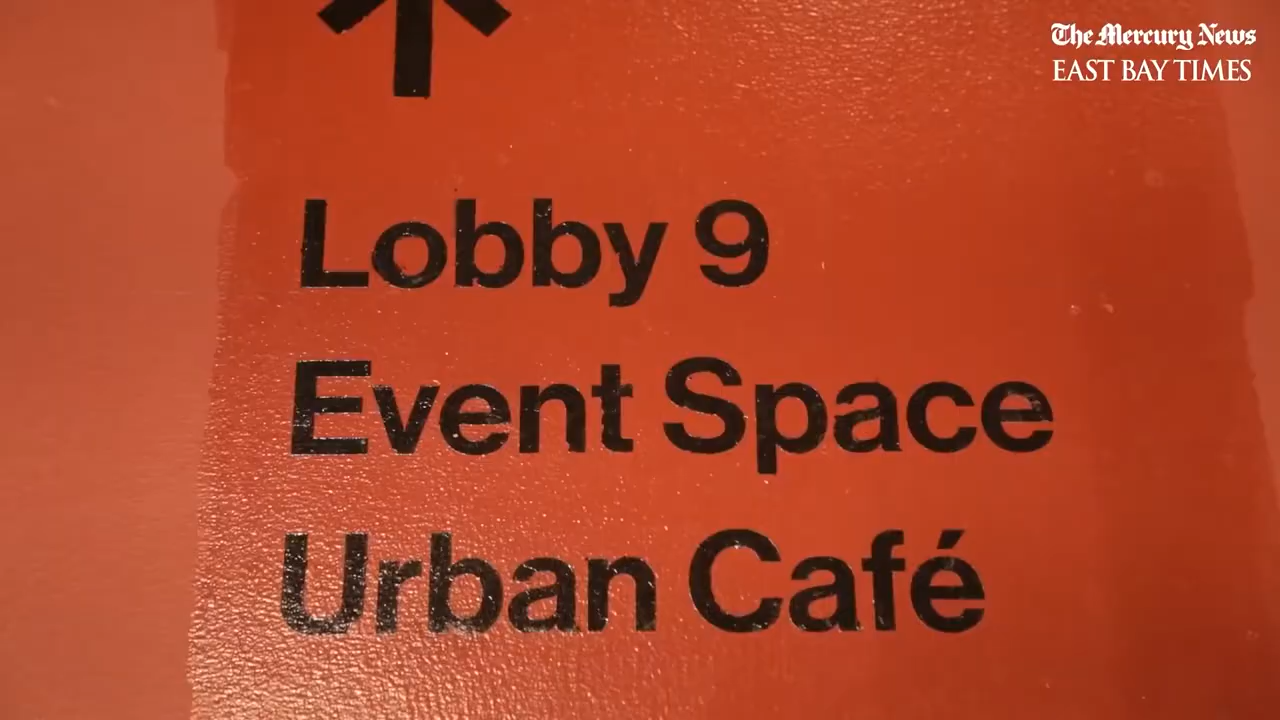 The Mercury News
EAST BAY TIMES
Lobby 9
Event Space
Urban Café